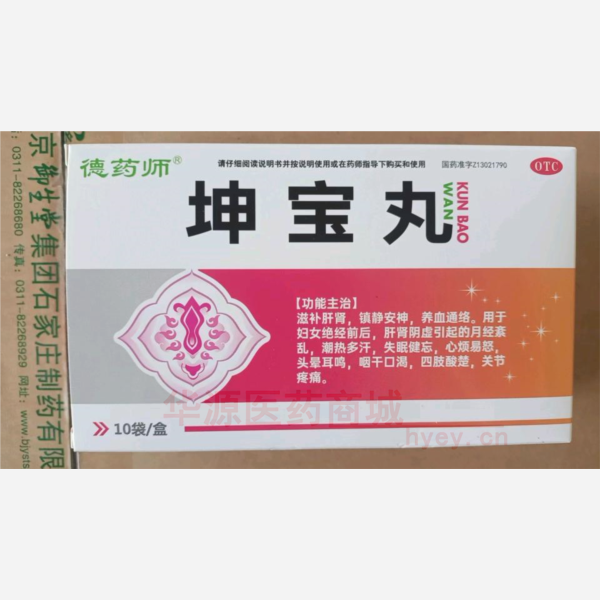 京御生堂集团石家庄制药有限
话：0311-82268680 传真：0311-82268929 网址：www.bjysts
德药师®
请仔细阅读说明书并按说明使用或在药师指导下购买和使用
国药准字Z13021790
OTC
坤宝丸
KUN BAO
WAN
【功能主治】
滋补肝肾，镇静安神，养血通络。用于
妇女绝经前后，肝肾阴虚引起的月经紊
乱，潮热多汗，失眠健忘，心烦易怒，
头晕耳鸣，咽干口渴，四肢酸楚，关节
疼痛。
10袋/盒
华源医药商城
hyey.cn